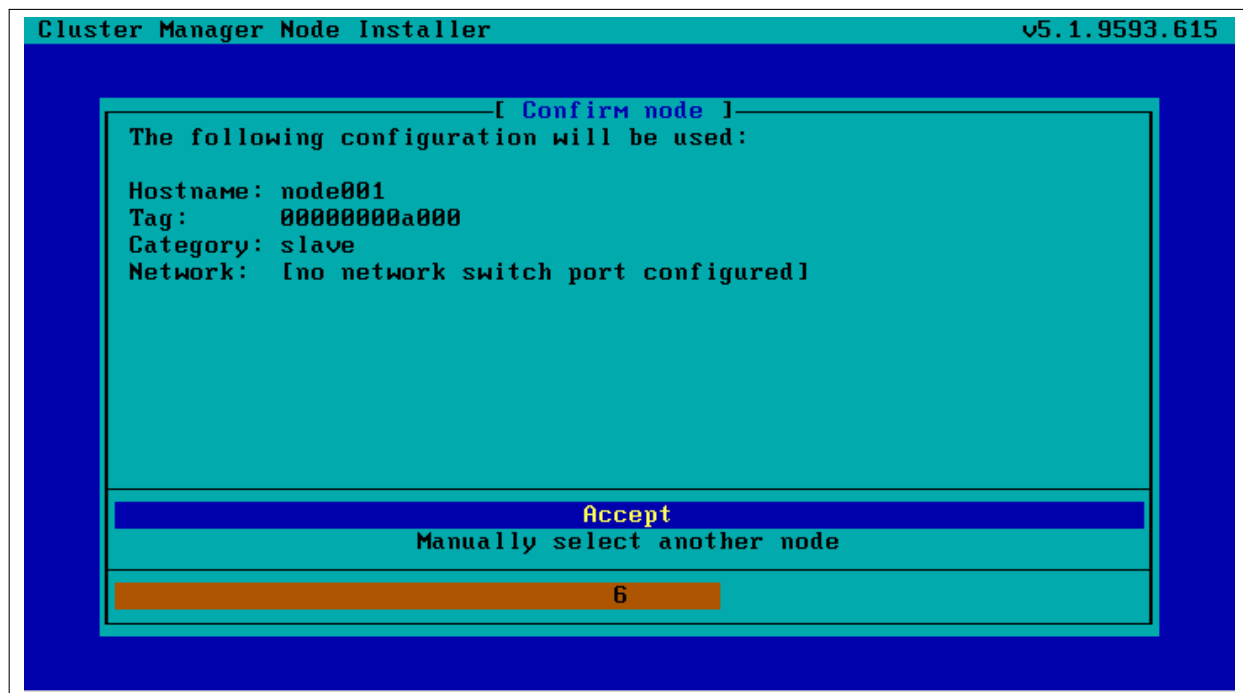 Cluster Manager Node Installer v5.1.9593.615
[ Confirm node ]
The following configuration will be used:
Hostname: node001
Tag: 00000000a000
Category: slave
Network: [no network switch port configured]
Accept
Manually select another node
6